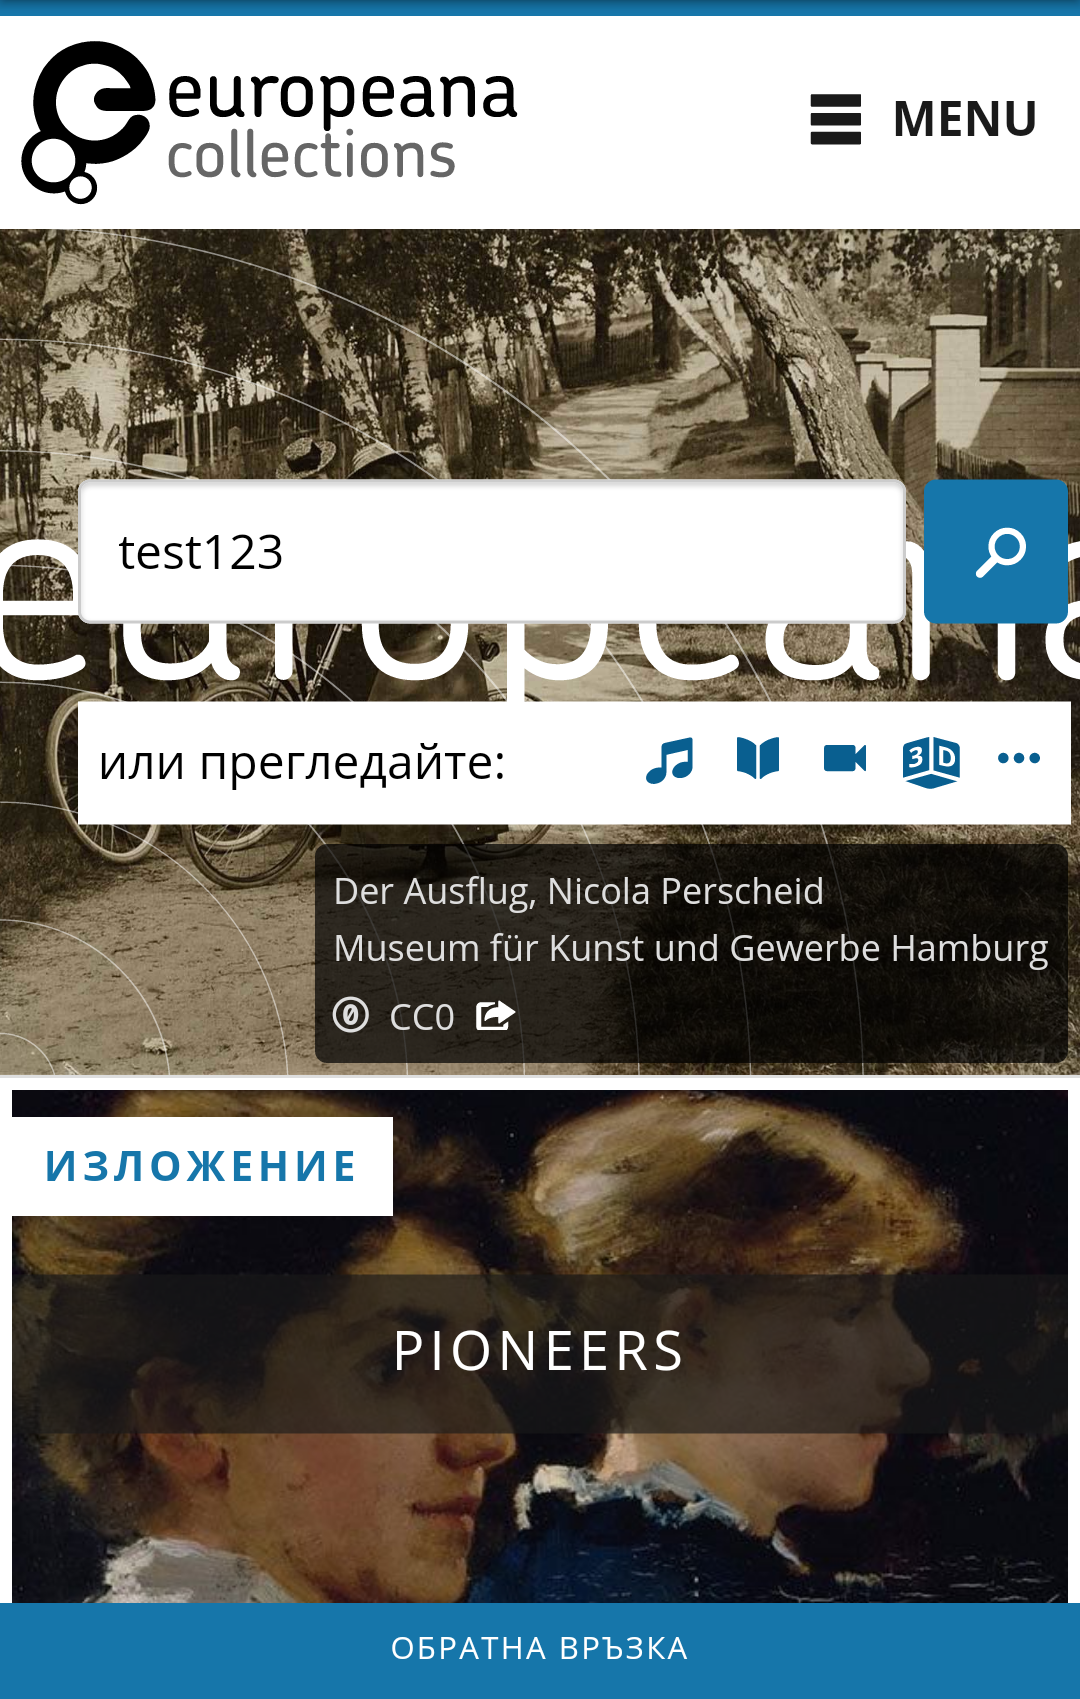 europeana
collections
MENU
europeana
test123
или прегледайте:
3D
Der Ausflug, Nicola Perscheid
Museum für Kunst und Gewerbe Hamburg
0 CC0
ИЗЛОЖЕНИЕ
PIONEERS
ОБРАТНА ВРЪЗКА